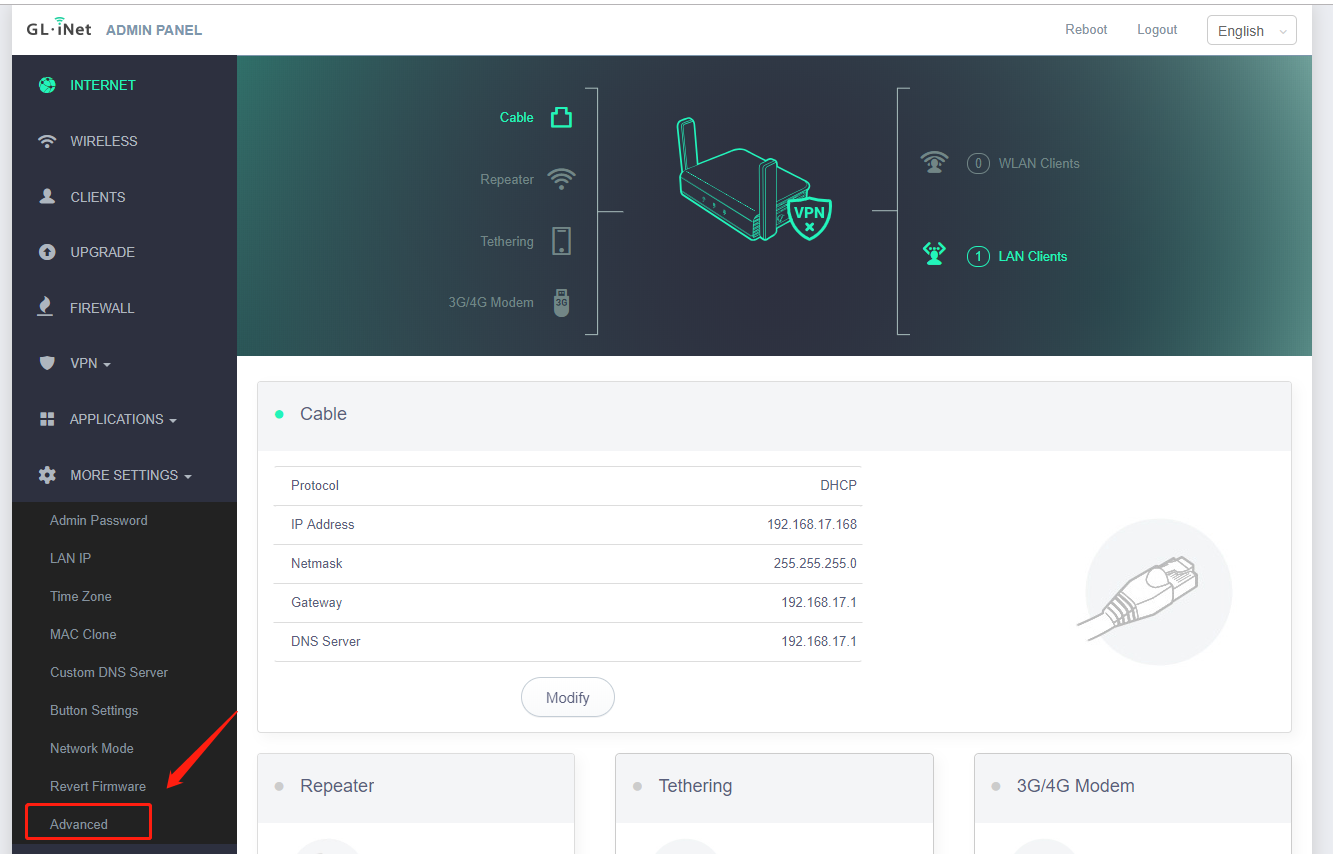 GL·iNet ADMIN PANEL
Reboot
Logout
English
INTERNET
WIRELESS
CLIENTS
UPGRADE
FIREWALL
VPN
APPLICATIONS
MORE SETTINGS
Admin Password
LAN IP
Time Zone
MAC Clone
Custom DNS Server
Button Settings
Network Mode
Revert Firmware
Advanced
Cable
Repeater
Tethering
3G/4G Modem
3G
VPN
0 WLAN Clients
1 LAN Clients
Cable
Protocol DHCP
IP Address 192.168.17.168
Netmask 255.255.255.0
Gateway 192.168.17.1
DNS Server 192.168.17.1
Modify
Repeater
Tethering
3G/4G Modem